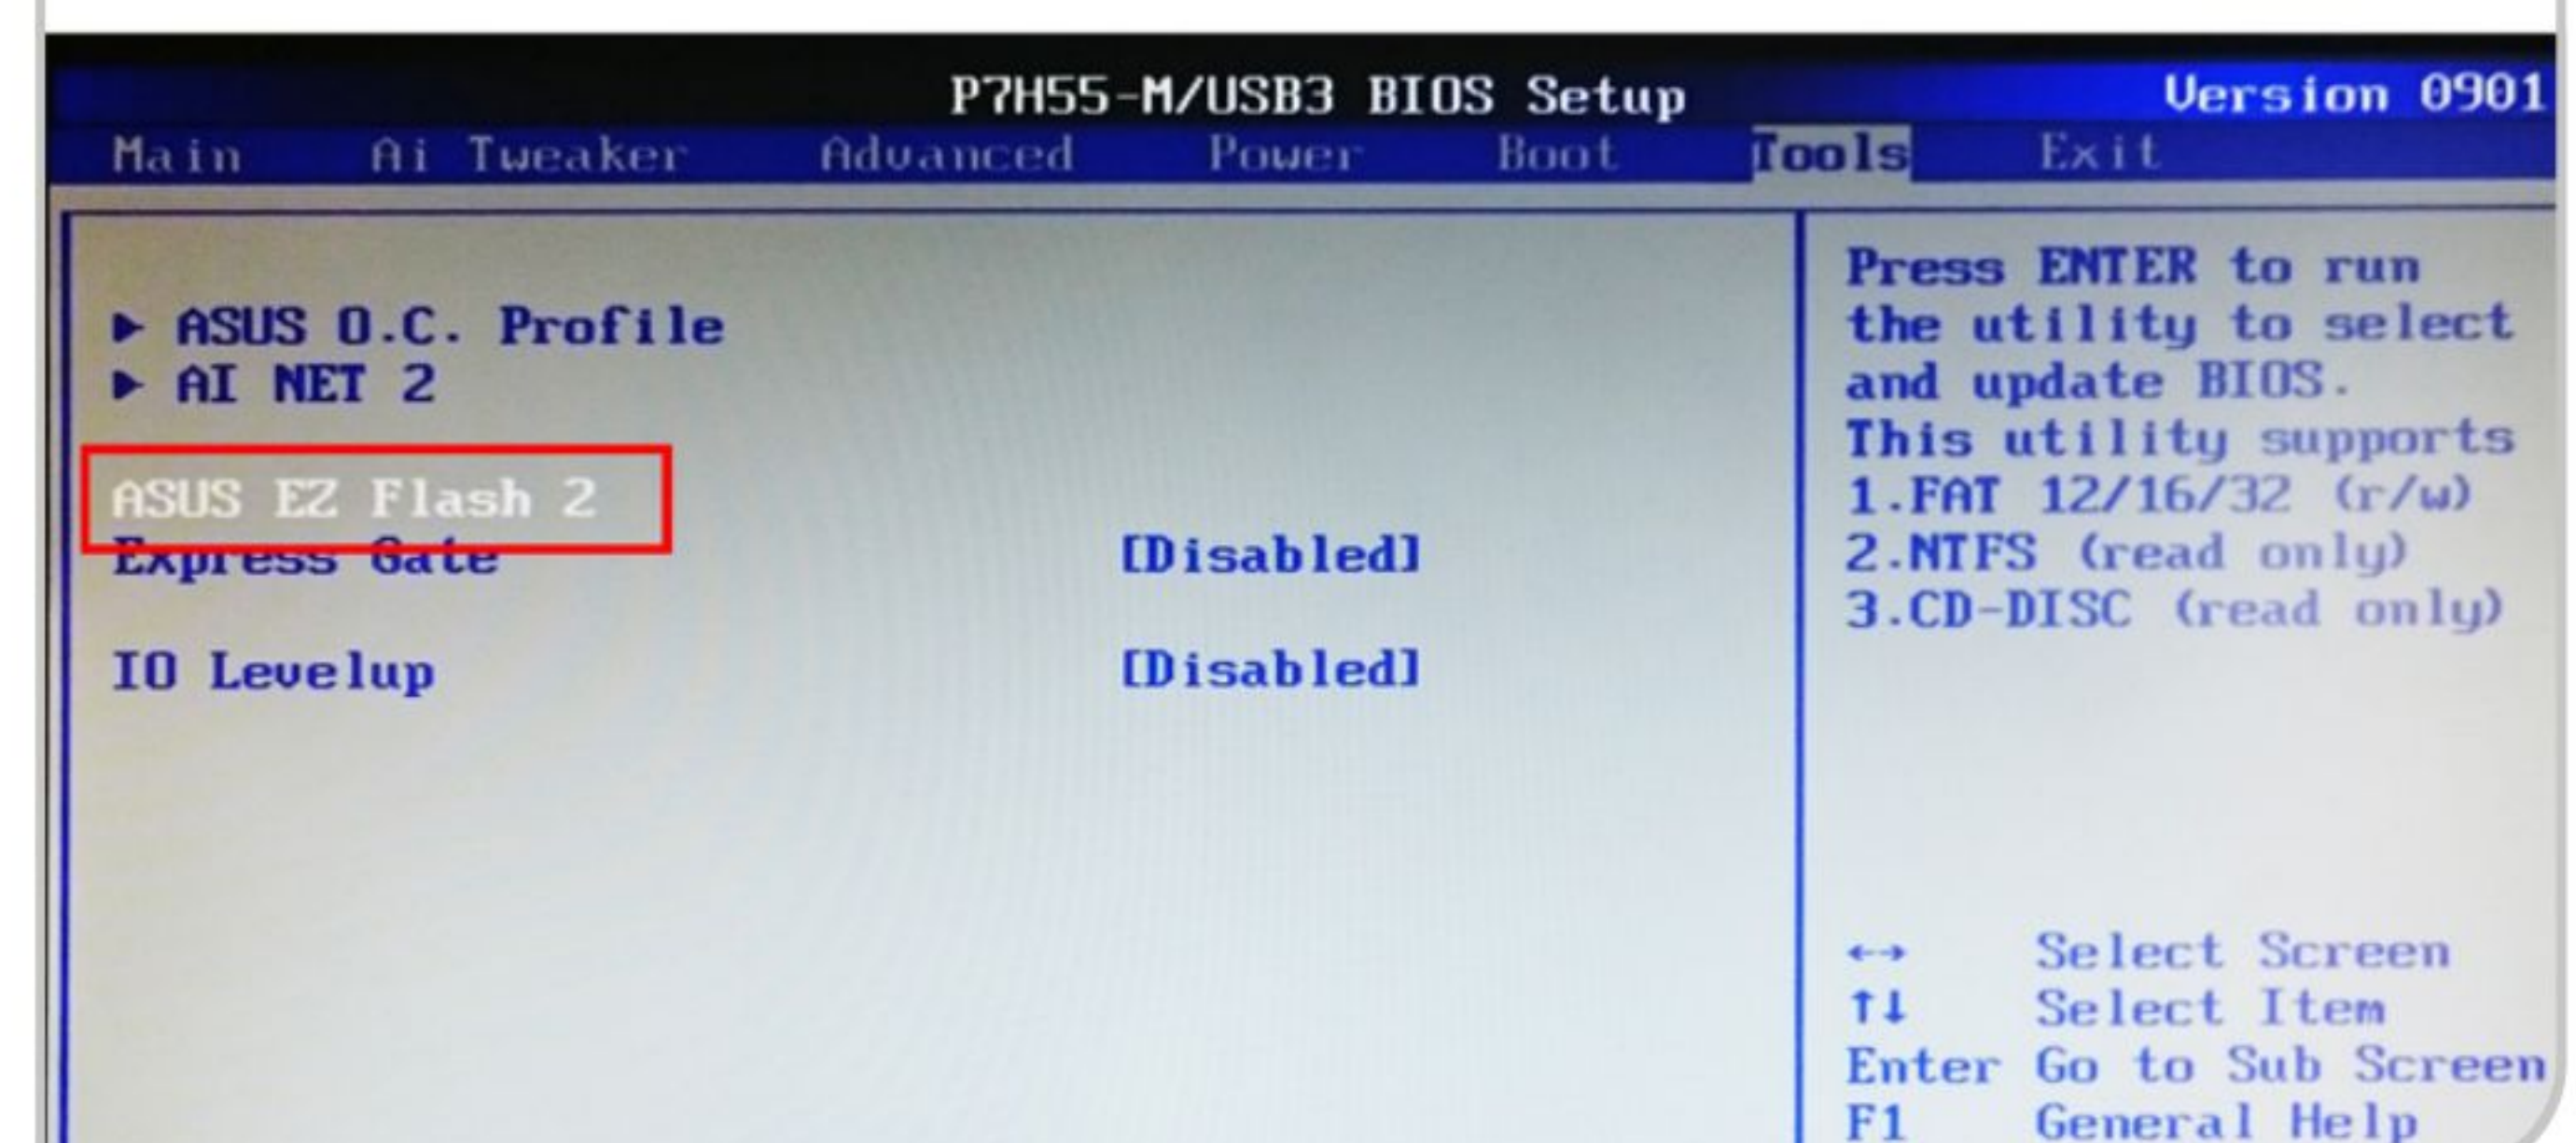 P7H55-M/USB3 BIOS Setup Version 0901
Main Ai Tweaker Advanced Power Boot Tools Exit
▶ ASUS O.C. Profile
▶ AI NET 2
ASUS EZ Flash 2
Express Gate [Disabled]
IO Levelup [Disabled]
Press ENTER to run
the utility to select
and update BIOS.
This utility supports
1.FAT 12/16/32 (r/w)
2.NTFS (read only)
3.CD-DISC (read only)
←→ Select Screen
↑↓ Select Item
Enter Go to Sub Screen
F1 General Help